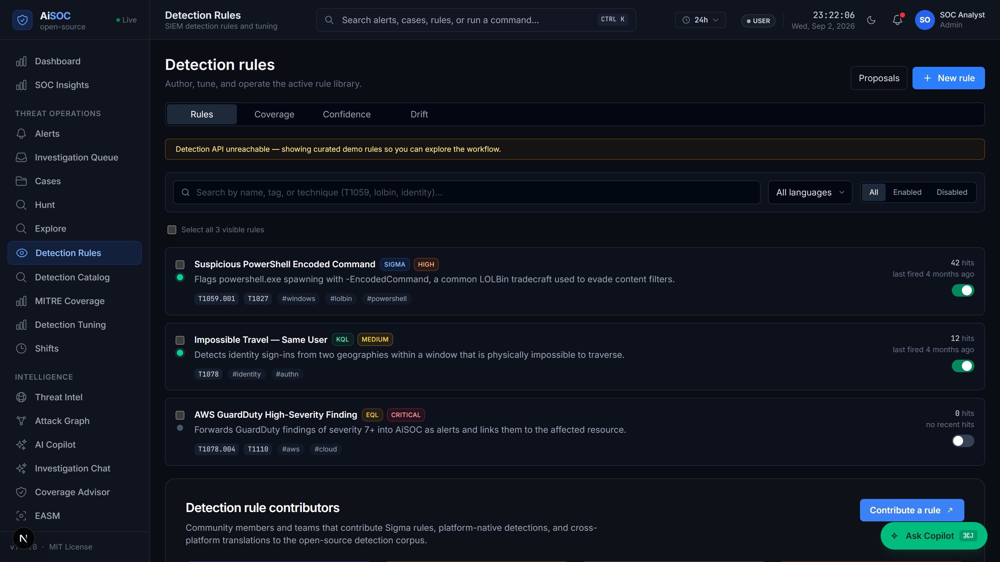 AiSOC
open-source
Live
Detection Rules
SIEM detection rules and tuning
Search alerts, cases, rules, or run a command...
CTRL K
24h
USER
23:22:06
Wed, Sep 2, 2026
SO
SOC Analyst
Admin
Dashboard
SOC Insights
THREAT OPERATIONS
Alerts
Investigation Queue
Cases
Hunt
Explore
Detection Rules
Detection Catalog
MITRE Coverage
Detection Tuning
Shifts
INTELLIGENCE
Threat Intel
Attack Graph
AI Copilot
Investigation Chat
Coverage Advisor
EASM
N
MIT License
Detection rules
Author, tune, and operate the active rule library.
Proposals
+ New rule
Rules
Coverage
Confidence
Drift
Detection API unreachable — showing curated demo rules so you can explore the workflow.
Search by name, tag, or technique (T1059, lolbin, identity)...
All languages
All
Enabled
Disabled
Select all 3 visible rules
Suspicious PowerShell Encoded Command SIGMA HIGH
Flags powershell.exe spawning with -EncodedCommand, a common LOLBin tradecraft used to evade content filters.
T1059.001 T1027 #windows #lolbin #powershell
42 hits
last fired 4 months ago
Impossible Travel — Same User KQL MEDIUM
Detects identity sign-ins from two geographies within a window that is physically impossible to traverse.
T1078 #identity #authn
12 hits
last fired 4 months ago
AWS GuardDuty High-Severity Finding EQL CRITICAL
Forwards GuardDuty findings of severity 7+ into AiSOC as alerts and links them to the affected resource.
T1078.004 T1110 #aws #cloud
0 hits
no recent hits
Detection rule contributors
Community members and teams that contribute Sigma rules, platform-native detections, and cross-
platform translations to the open-source detection corpus.
Contribute a rule ↗
Ask Copilot ⌘J